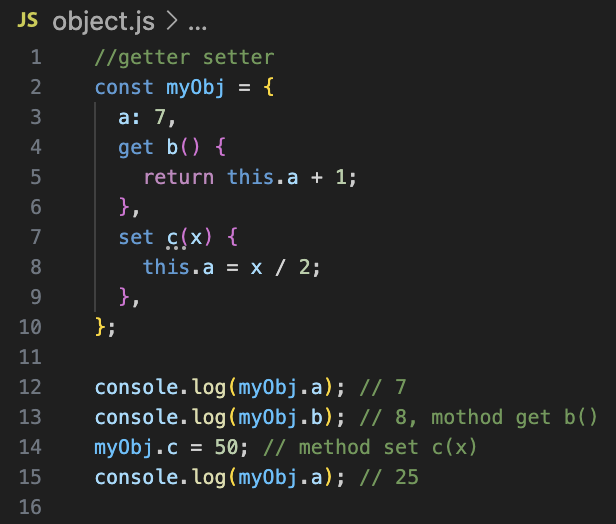 JS object.js > ...
1 //getter setter
2 const myObj = {
3 a: 7,
4 get b() {
5 return this.a + 1;
6 },
7 set c(x) {
8 this.a = x / 2;
9 },
10 };
11
12 console.log(myObj.a); // 7
13 console.log(myObj.b); // 8, mothod get b()
14 myObj.c = 50; // method set c(x)
15 console.log(myObj.a); // 25
16